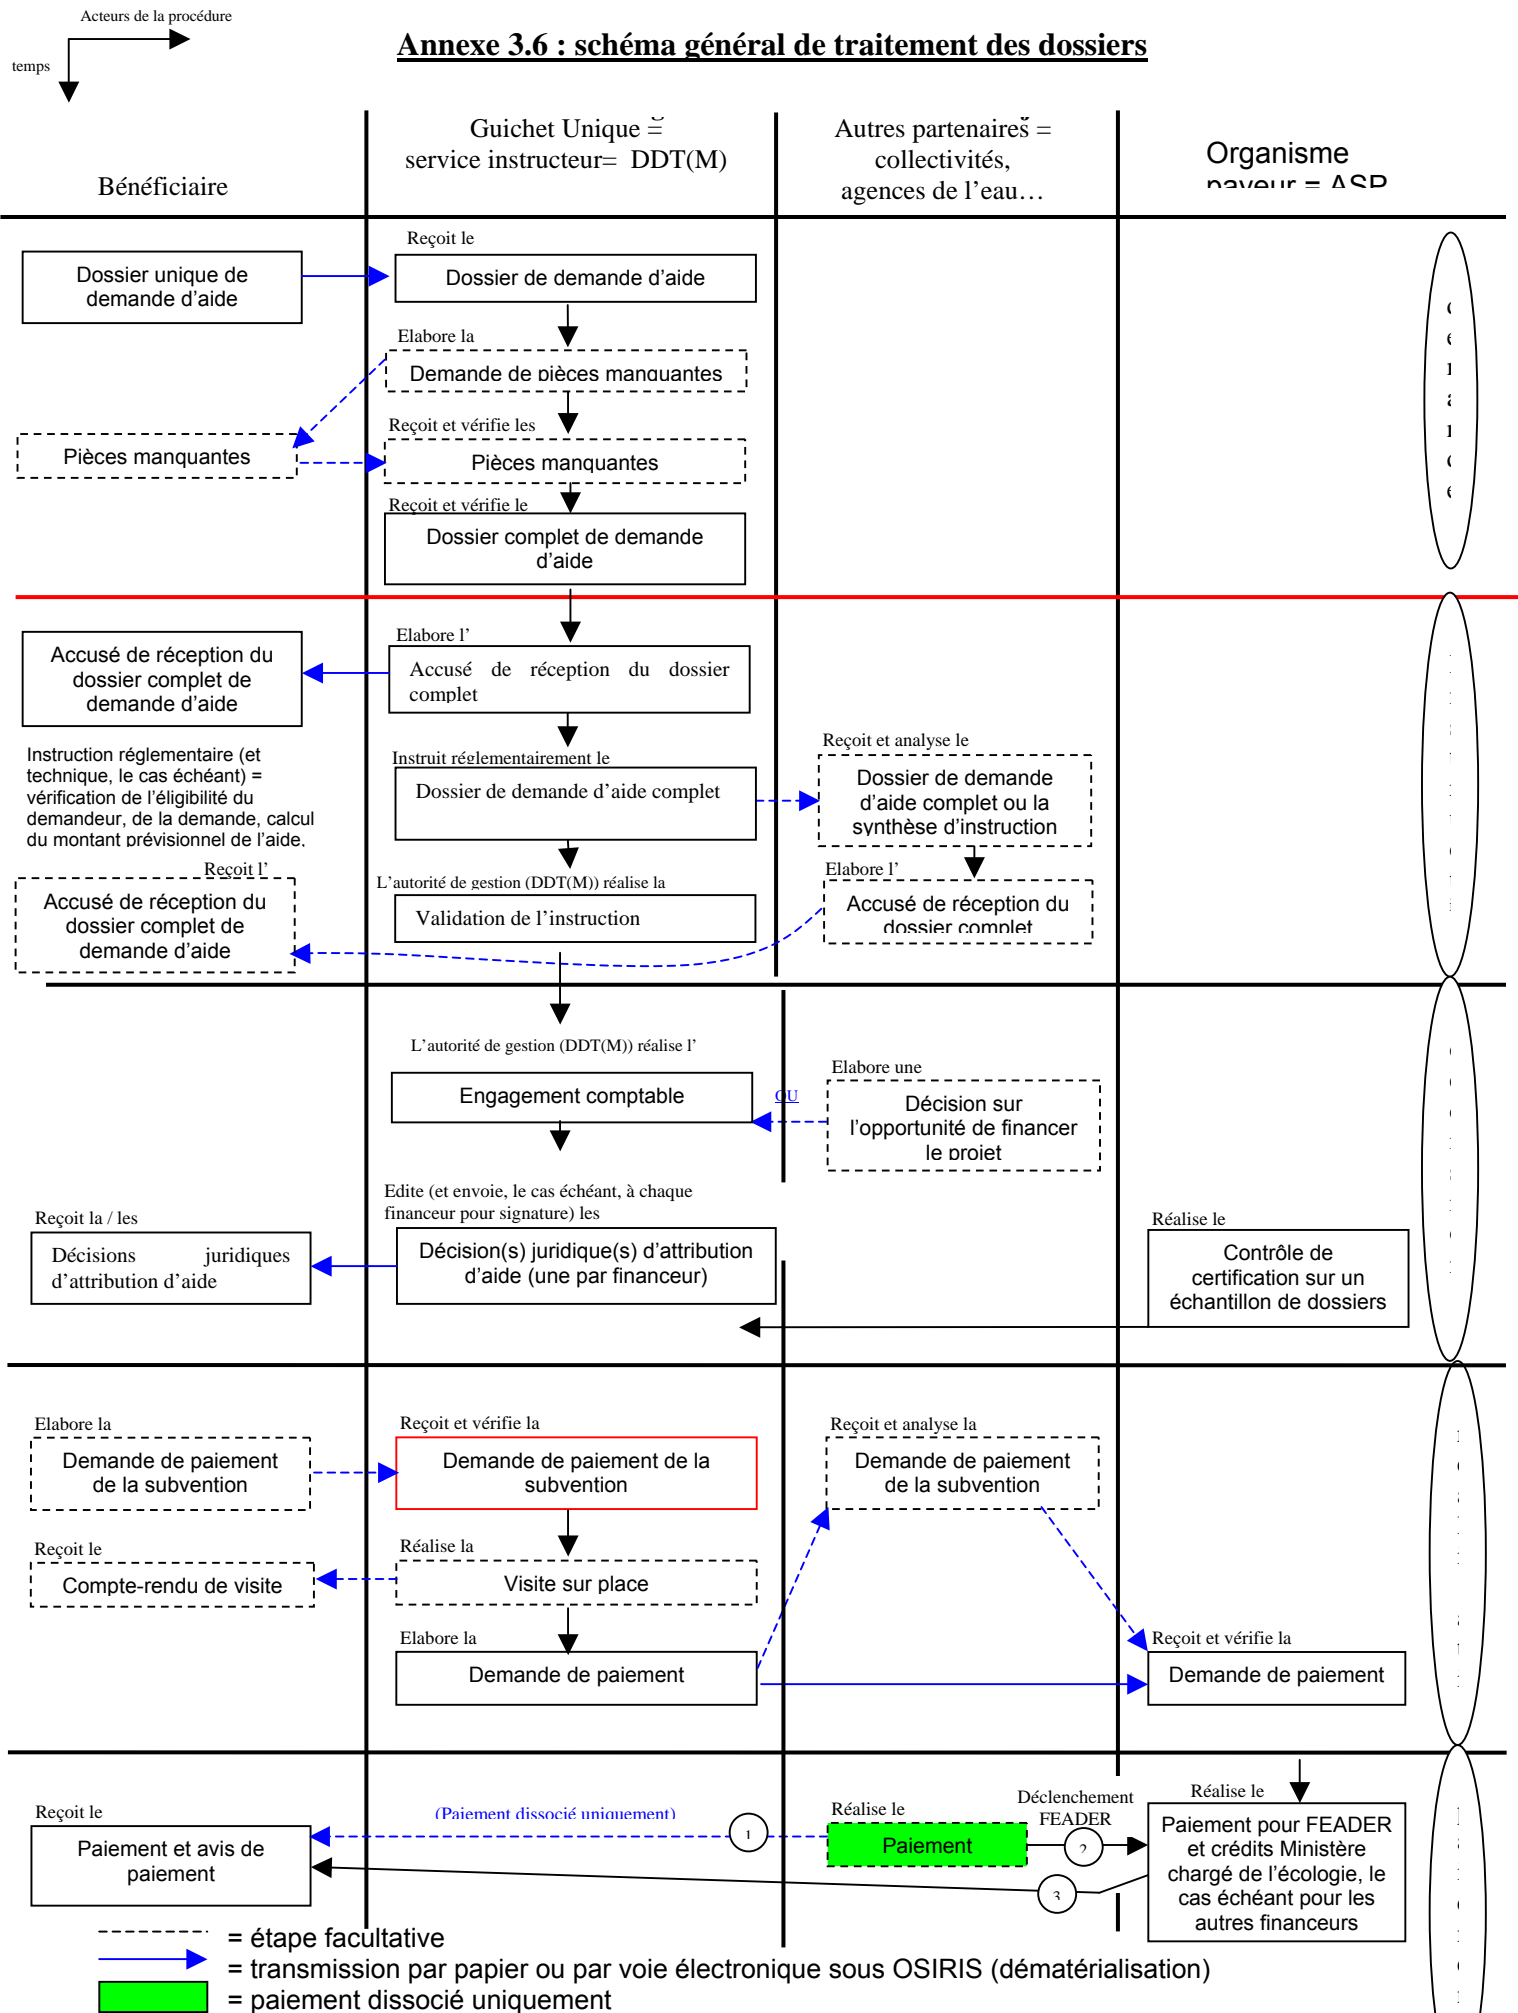 Acteurs de la procédure
temps
Annexe 3.6 : schéma général de traitement des dossiers
Bénéficiaire
Guichet Unique =
service instructeur= DDT(M)
Autres partenaires =
collectivités,
agences de l’eau…
Organisme
payeur = ASP
Dossier unique de
demande d’aide
Reçoit le
Dossier de demande d’aide
Elabore la
Demande de pièces manquantes
Reçoit et vérifie les
Pièces manquantes
Pièces manquantes
Reçoit et vérifie le
Dossier complet de demande
d’aide
Accusé de réception du
dossier complet de
demande d’aide
Elabore l’
Accusé de réception du dossier
complet
Instruction réglementaire (et
technique, le cas échéant) =
vérification de l’éligibilité du
demandeur, de la demande, calcul
du montant prévisionnel de l’aide,
Instruit réglementairement le
Dossier de demande d’aide complet
Reçoit et analyse le
Dossier de demande
d’aide complet ou la
synthèse d’instruction
Reçoit l’
Accusé de réception du
dossier complet de
demande d’aide
L’autorité de gestion (DDT(M)) réalise la
Validation de l’instruction
Elabore l’
Accusé de réception du
dossier complet
L’autorité de gestion (DDT(M)) réalise l’
Engagement comptable
OU
Elabore une
Décision sur
l’opportunité de financer
le projet
Edite (et envoie, le cas échéant, à chaque
financeur pour signature) les
Décision(s) juridique(s) d’attribution
d’aide (une par financeur)
Reçoit la / les
Décisions juridiques
d’attribution d’aide
Réalise le
Contrôle de
certification sur un
échantillon de dossiers
Elabore la
Demande de paiement
de la subvention
Reçoit et vérifie la
Demande de paiement de la
subvention
Reçoit et analyse la
Demande de paiement
de la subvention
Reçoit le
Compte-rendu de visite
Réalise la
Visite sur place
Elabore la
Demande de paiement
Reçoit et vérifie la
Demande de paiement
Reçoit le
Paiement et avis de
paiement
(Paiement dissocié uniquement)
1
Réalise le
Paiement
Déclenchement
FEADER
2
3
Réalise le
Paiement pour FEADER
et crédits Ministère
chargé de l’écologie, le
cas échéant pour les
autres financeurs
= étape facultative
= transmission par papier ou par voie électronique sous OSIRIS (dématérialisation)
= paiement dissocié uniquement